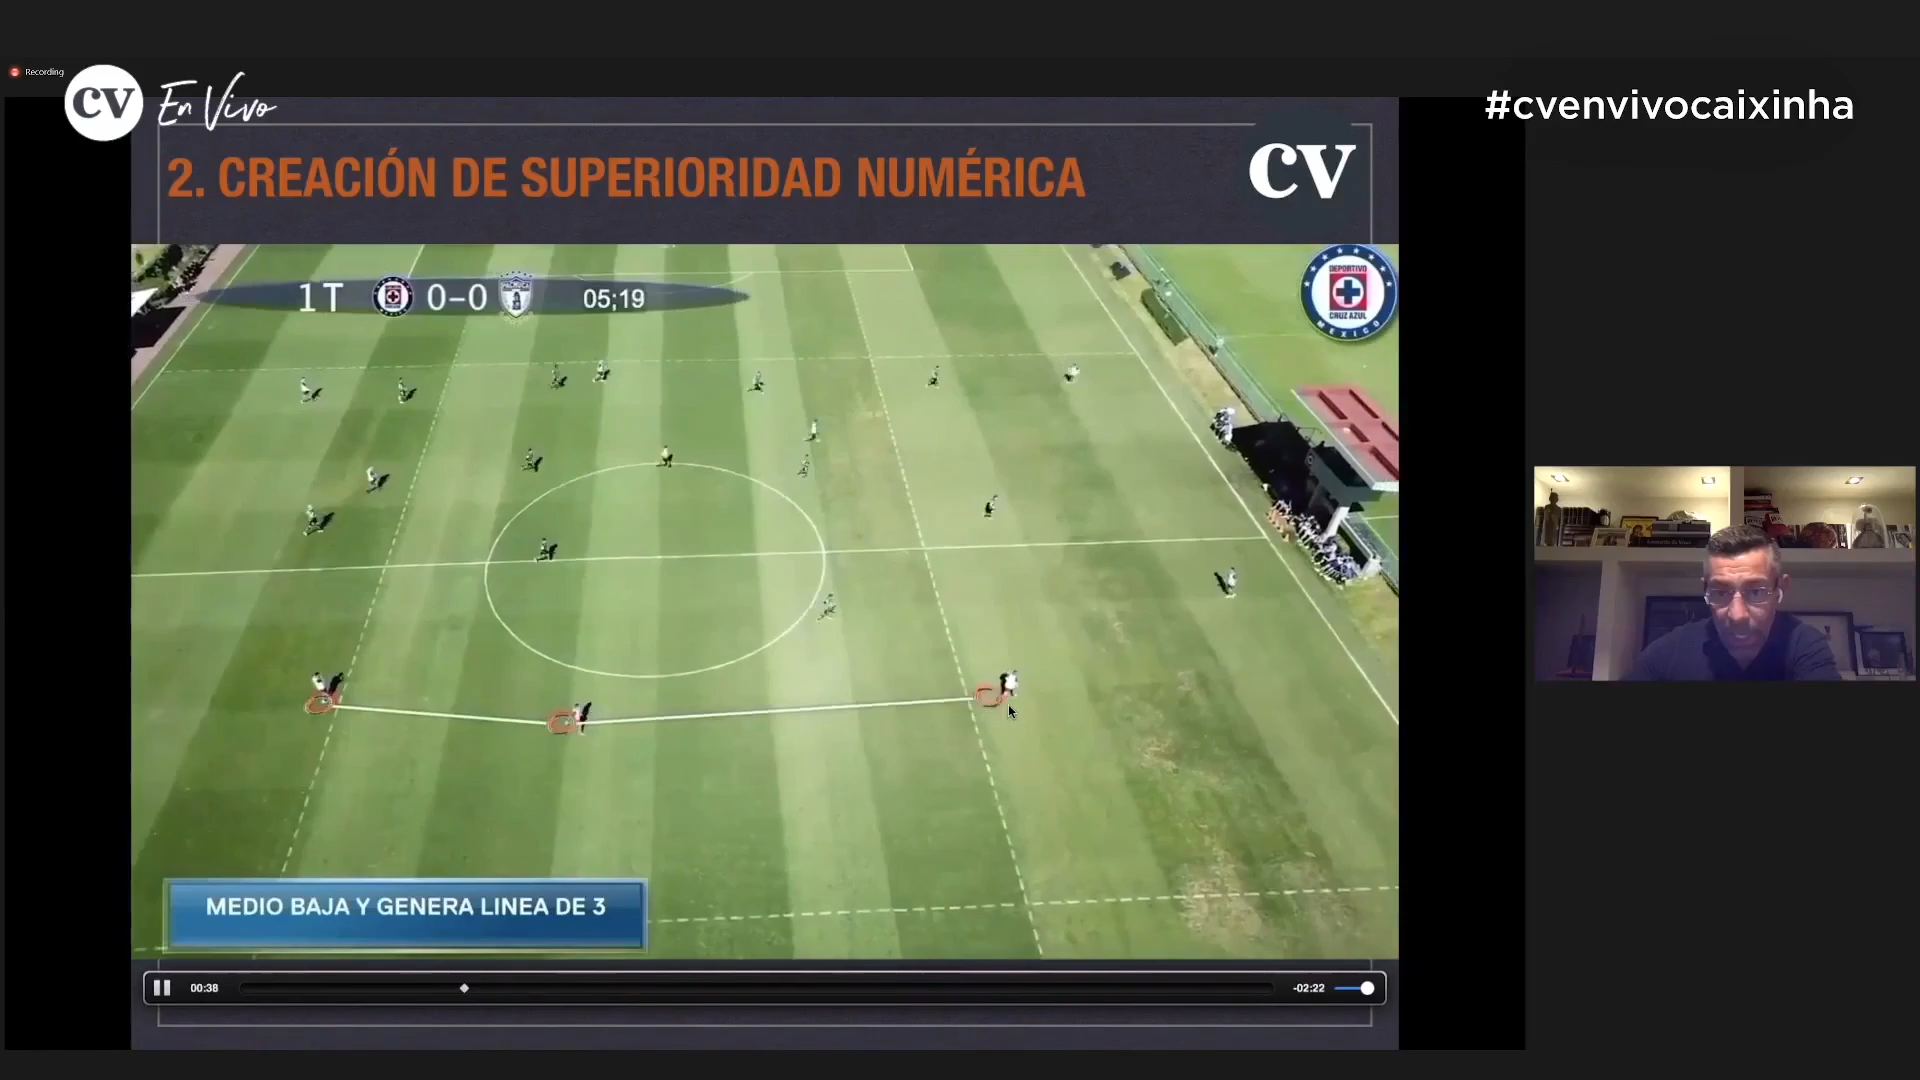 Recording
CV En Vivo
#cvenvivocaixinha
2. CREACIÓN DE SUPERIORIDAD NUMÉRICA
CV
1T 0-0 05;19
PACHUCA
DEPORTIVO
CRUZ AZUL
MEXICO
MEDIO BAJA Y GENERA LINEA DE 3
00:38
-02:22